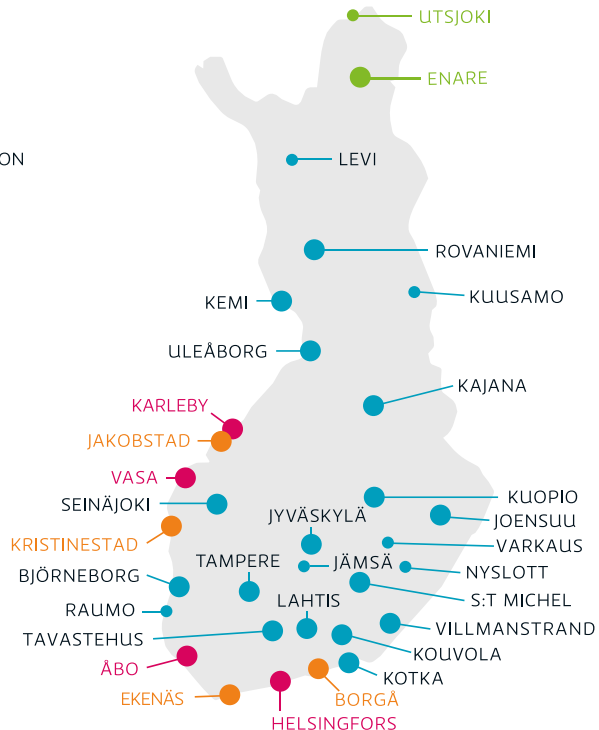 UTSJOKI
ENARE
ON
LEVI
ROVANIEMI
KEMI
KUUSAMO
ULEÅBORG
KAJANA
KARLEBY
JAKOBSTAD
VASA
SEINÄJOKI
KUOPIO
JYVÄSKYLÄ
JOENSUU
KRISTINESTAD
VARKAUS
TAMPERE
JÄMSÄ
NYSLOTT
BJÖRNEBORG
LAHTIS
S:T MICHEL
RAUMO
VILLMANSTRAND
TAVASTEHUS
KOUVOLA
ÅBO
KOTKA
EKENÄS
BORGÅ
HELSINGFORS